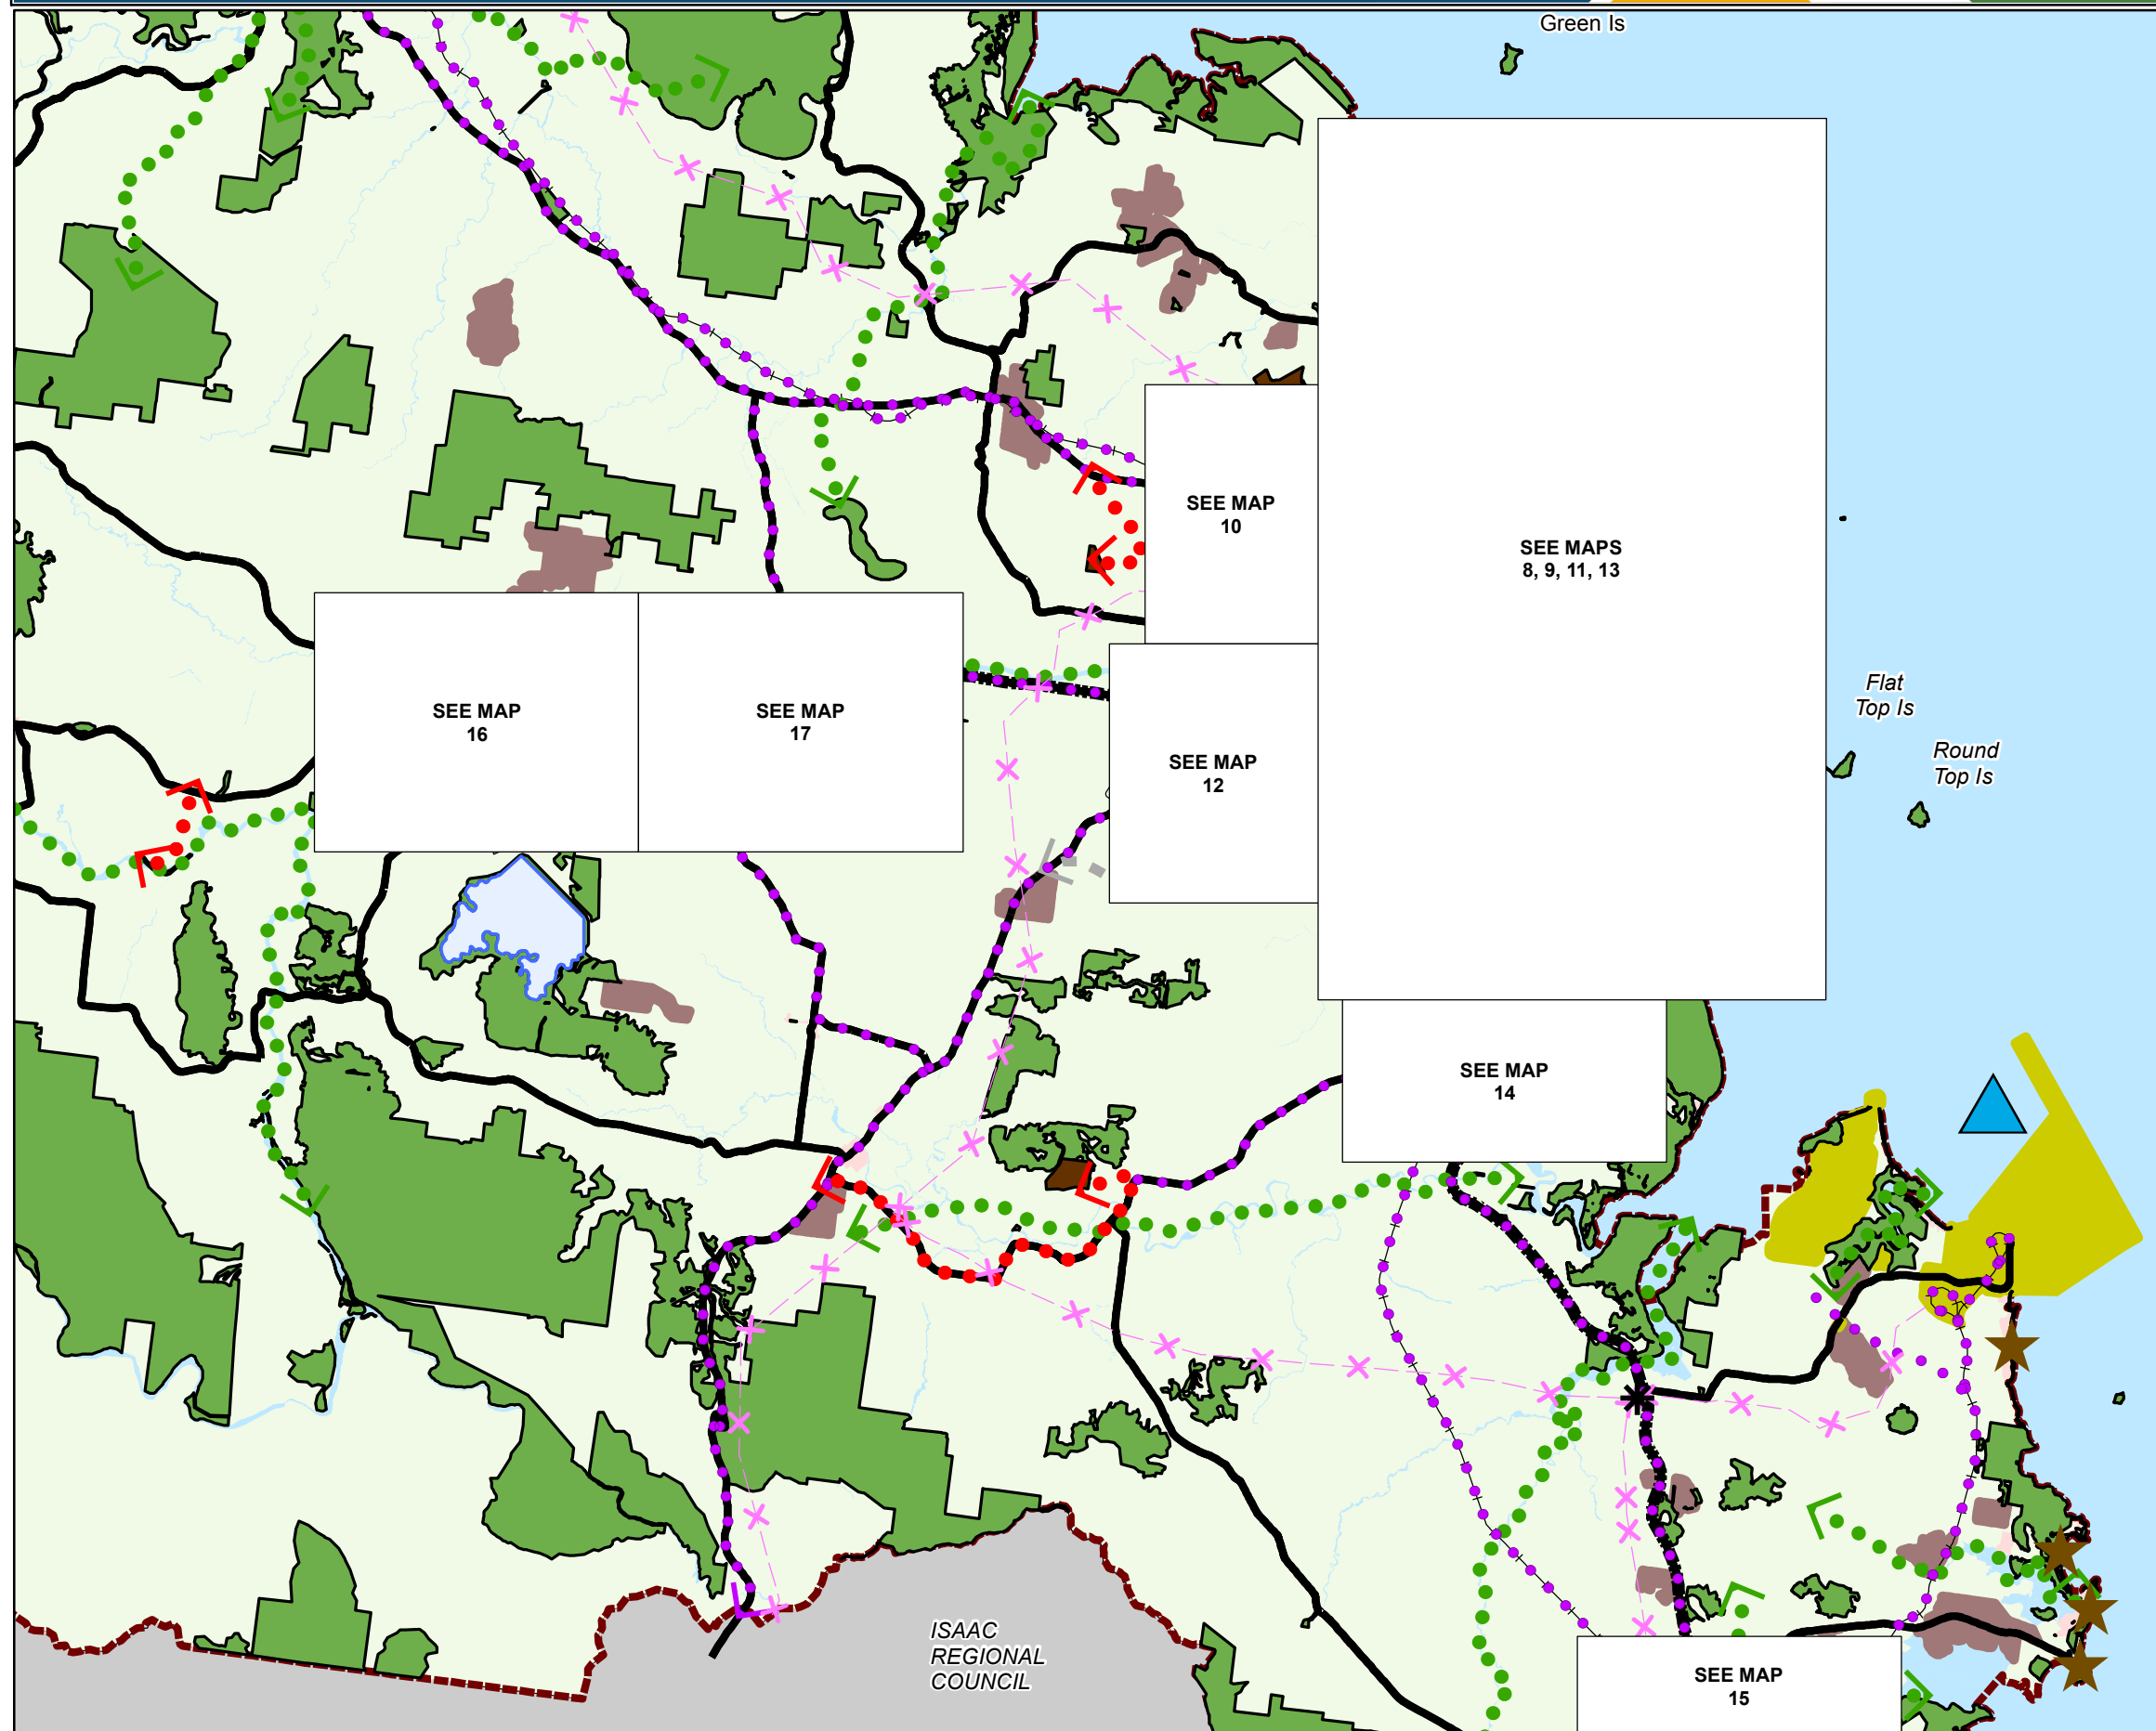 Green Is
SEE MAP
10
SEE MAPS
8, 9, 11, 13
Flat
Top Is
SEE MAP
16
SEE MAP
17
Round
Top Is
SEE MAP
12
SEE MAP
14
ISAAC
REGIONAL
COUNCIL
SEE MAP
15